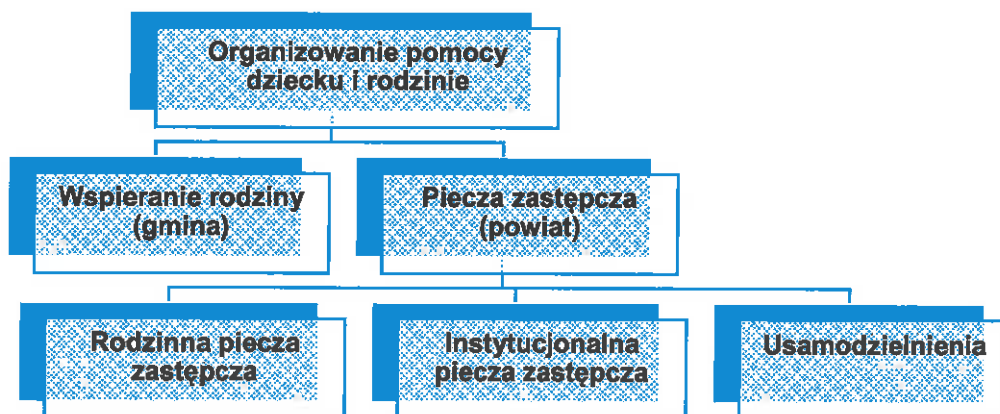 Organizowanie pomocy
dziecku i rodzinie
Wspieranie rodziny
(gmina)
Piecza zastępcza
(powiat)
Rodzinna piecza
zastępcza
Instytucjonalna
piecza zastępcza
Usamodzielnienia